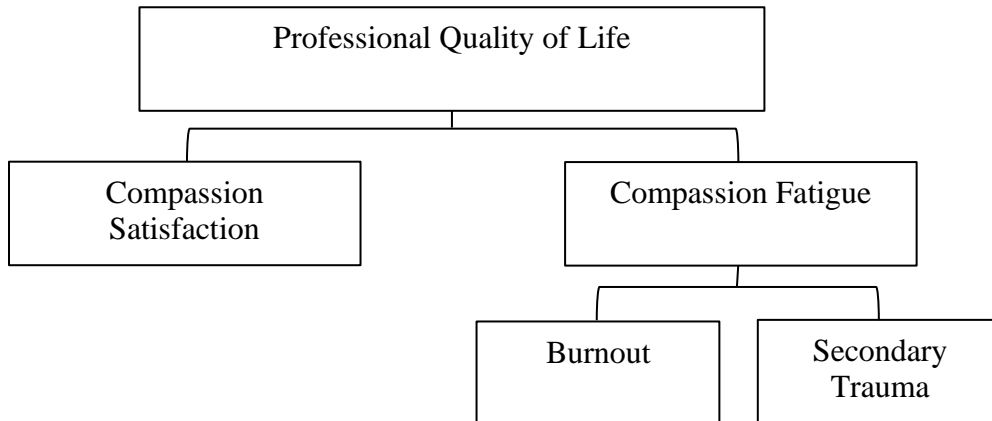 Professional Quality of Life
Compassion
Satisfaction
Compassion Fatigue
Burnout
Secondary
Trauma